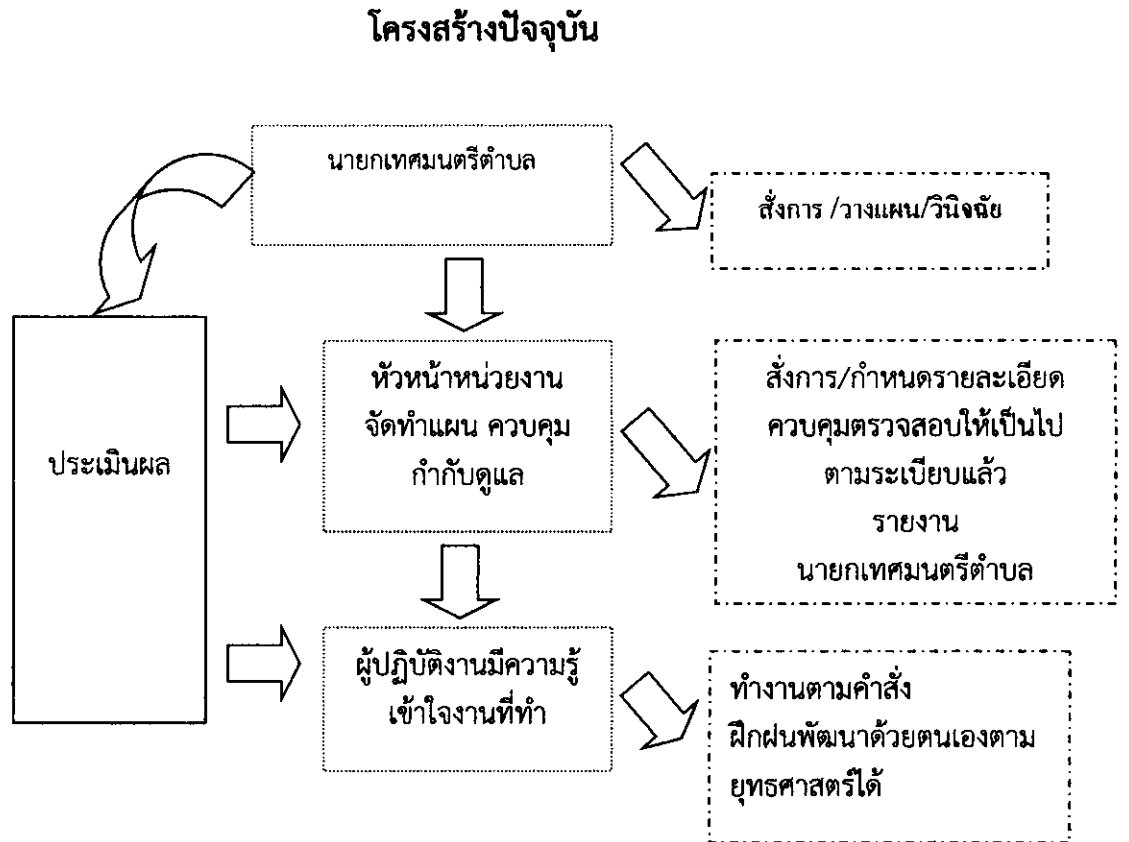 โครงสร้างปัจจุบัน
นายกเทศมนตรีตำบล
สั่งการ /วางแผน/วินิจฉัย
ประเมินผล
หัวหน้าหน่วยงาน
จัดทำแผน ควบคุม
กำกับดูแล
สั่งการ/กำหนดรายละเอียด
ควบคุมตรวจสอบให้เป็นไป
ตามระเบียบแล้ว
รายงาน
นายกเทศมนตรีตำบล
ผู้ปฏิบัติงานมีความรู้
เข้าใจงานที่ทำ
ทำงานตามคำสั่ง
ฝึกฝนพัฒนาด้วยตนเองตาม
ยุทธศาสตร์ได้